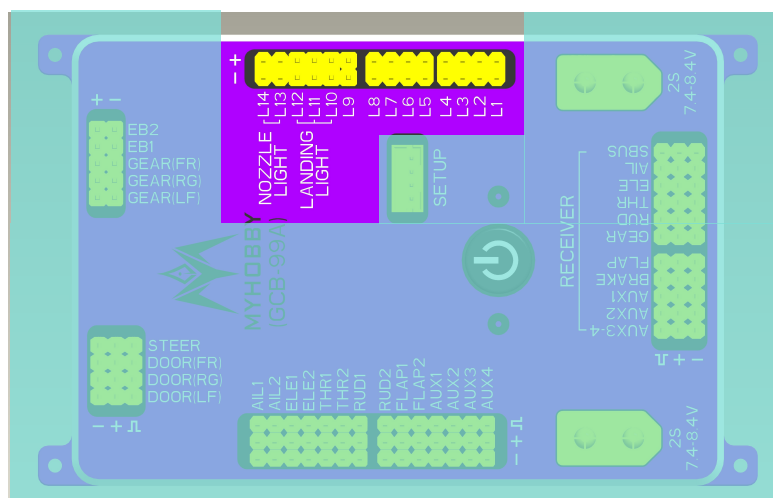 - +
L14
L13
L12
L11
L10
L9
L8
L7
L6
L5
L4
L3
L2
L1
NOZZLE
LIGHT
LANDING
LIGHT
SETUP
2S
7.4-8.4V
+ -
EB2
EB1
GEAR(FR)
GEAR(RG)
GEAR(LF)
SBUS
AIL
ELE
THR
RUD
GEAR
FLAP
BRAKE
AUX1
AUX2
AUX3-4
RECEIVER
+ -
MYHOBBY
(GCB-99A)
STEER
DOOR(FR)
DOOR(RG)
DOOR(LF)
- +
AIL1
AIL2
ELE1
ELE2
THR1
THR2
RUD1
RUD2
FLAP1
FLAP2
AUX1
AUX2
AUX3
AUX4
- +
2S
7.4-8.4V